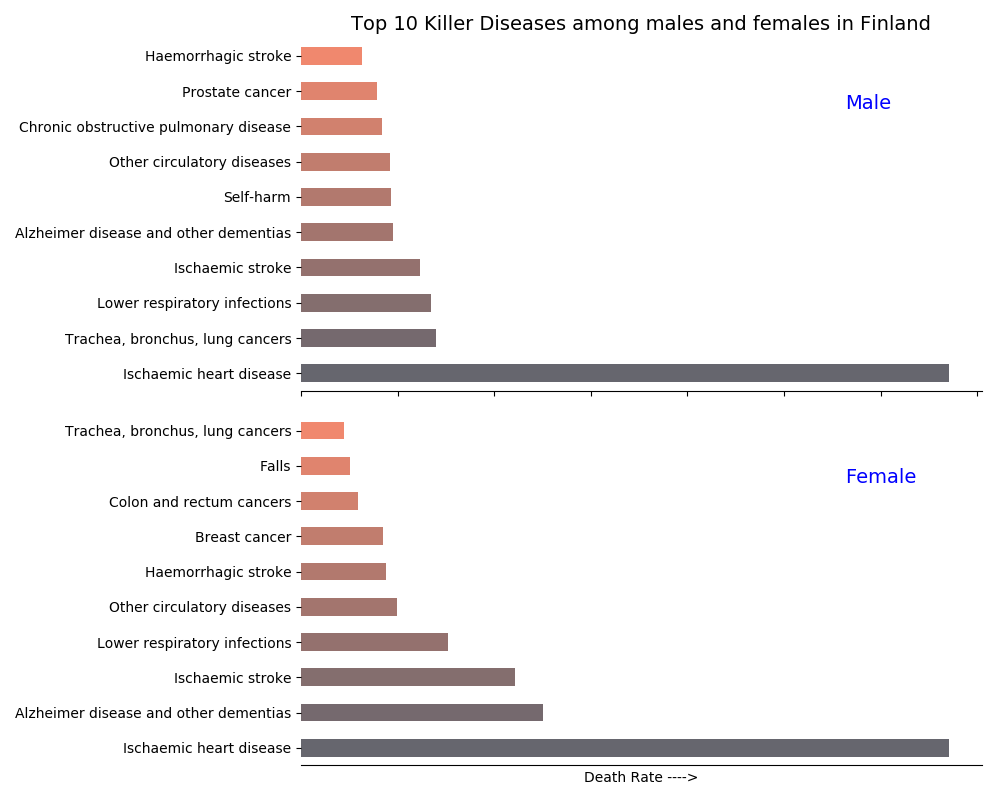 Top 10 Killer Diseases among males and females in Finland
Haemorrhagic stroke
Prostate cancer
Male
Chronic obstructive pulmonary disease
Other circulatory diseases
Self-harm
Alzheimer disease and other dementias
Ischaemic stroke
Lower respiratory infections
Trachea, bronchus, lung cancers
Ischaemic heart disease
Trachea, bronchus, lung cancers
Falls
Female
Colon and rectum cancers
Breast cancer
Haemorrhagic stroke
Other circulatory diseases
Lower respiratory infections
Ischaemic stroke
Alzheimer disease and other dementias
Ischaemic heart disease
Death Rate ---->